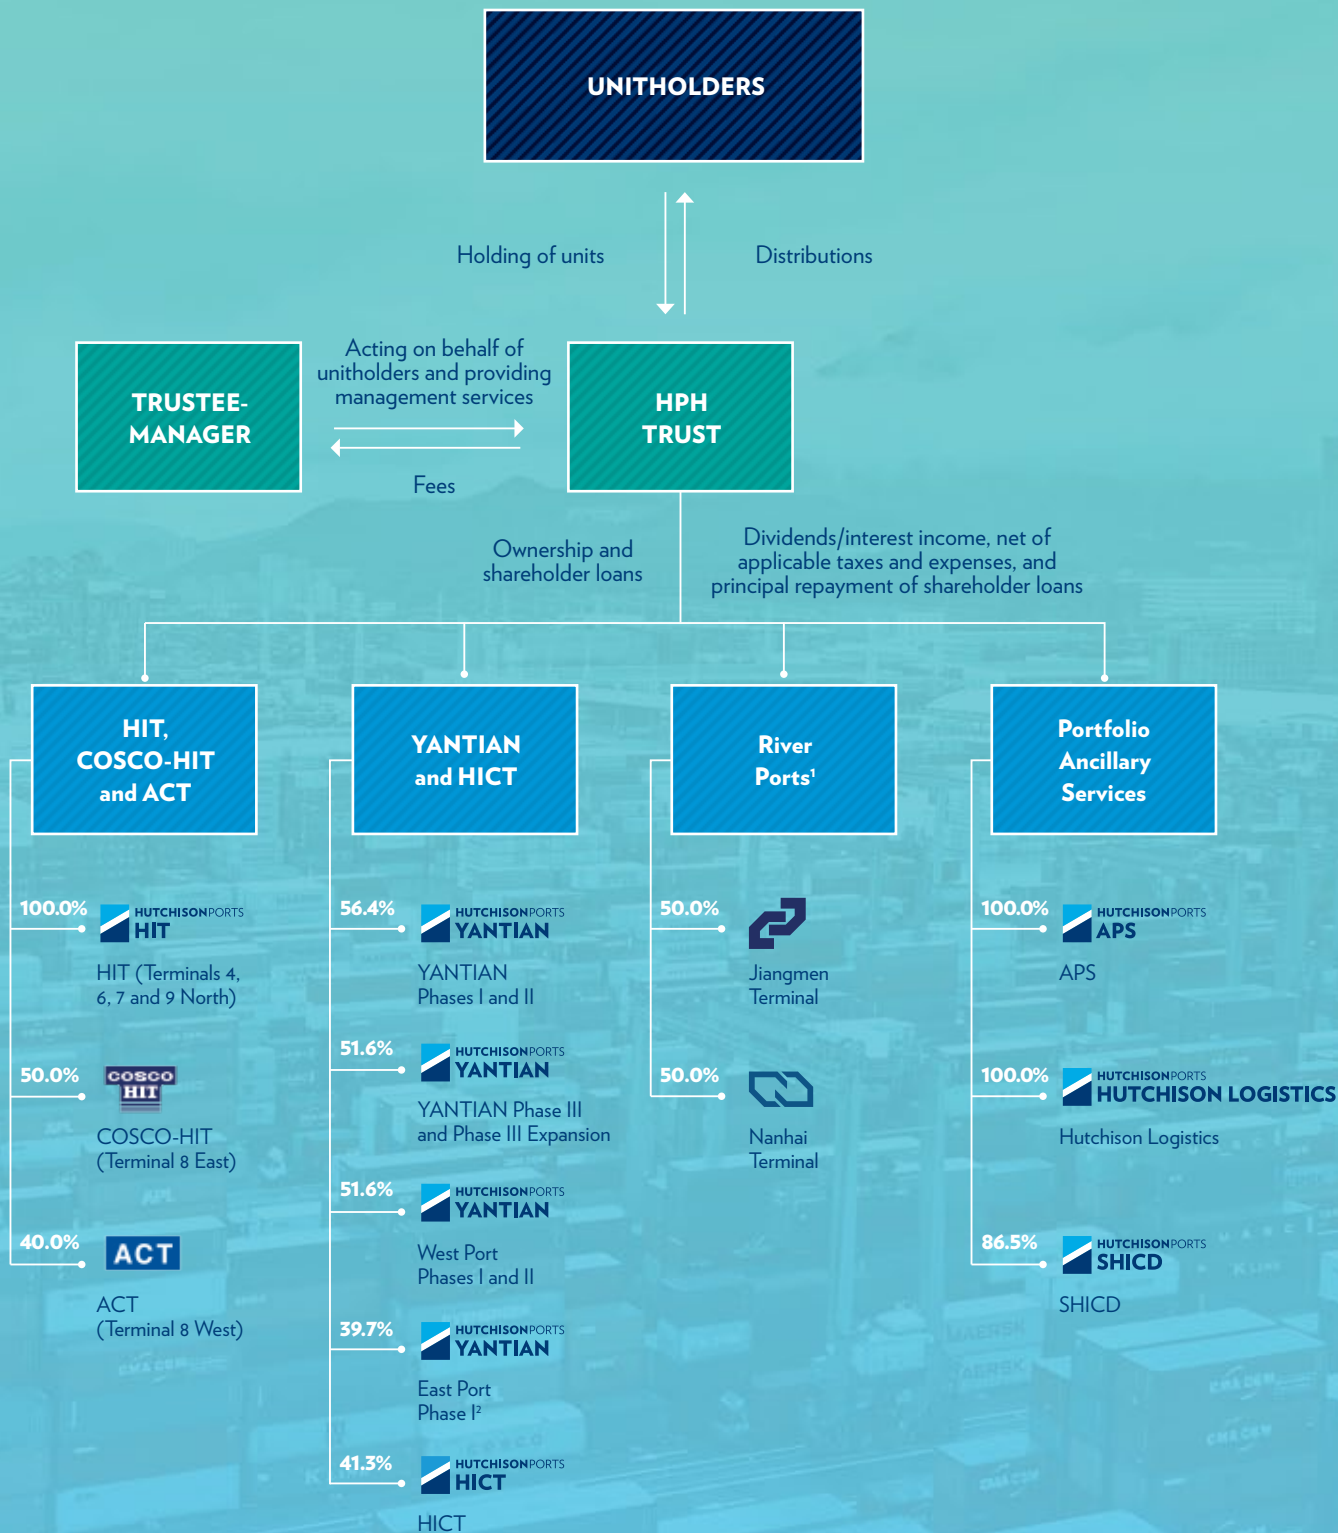 UNITHOLDERS
Holding of units
Distributions
TRUSTEE-
MANAGER
Acting on behalf of
unitholders and providing
management services
Fees
HPH
TRUST
Ownership and
shareholder loans
Dividends/interest income, net of
applicable taxes and expenses, and
principal repayment of shareholder loans
HIT,
COSCO-HIT
and ACT
100.0%
HUTCHISONPORTS
HIT
HIT (Terminals 4,
6, 7 and 9 North)
50.0%
COSCO
HIT
COSCO-HIT
(Terminal 8 East)
40.0%
ACT
ACT
(Terminal 8 West)
YANTIAN
and HICT
56.4%
HUTCHISONPORTS
YANTIAN
YANTIAN
Phases I and II
51.6%
HUTCHISONPORTS
YANTIAN
YANTIAN Phase III
and Phase III Expansion
51.6%
HUTCHISONPORTS
YANTIAN
West Port
Phases I and II
39.7%
HUTCHISONPORTS
YANTIAN
East Port
Phase I²
41.3%
HUTCHISONPORTS
HICT
HICT
River
Ports¹
50.0%
Jiangmen
Terminal
50.0%
Nanhai
Terminal
Portfolio
Ancillary
Services
100.0%
HUTCHISONPORTS
APS
APS
100.0%
HUTCHISONPORTS
HUTCHISON LOGISTICS
Hutchison Logistics
86.5%
HUTCHISONPORTS
SHICD
SHICD